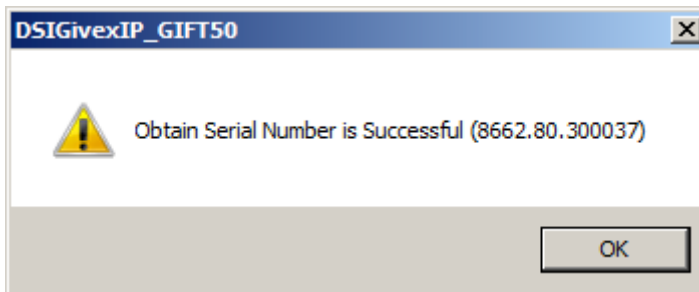 DSIGivexIP_GIFT50
Obtain Serial Number is Successful (8662.80.300037)
OK